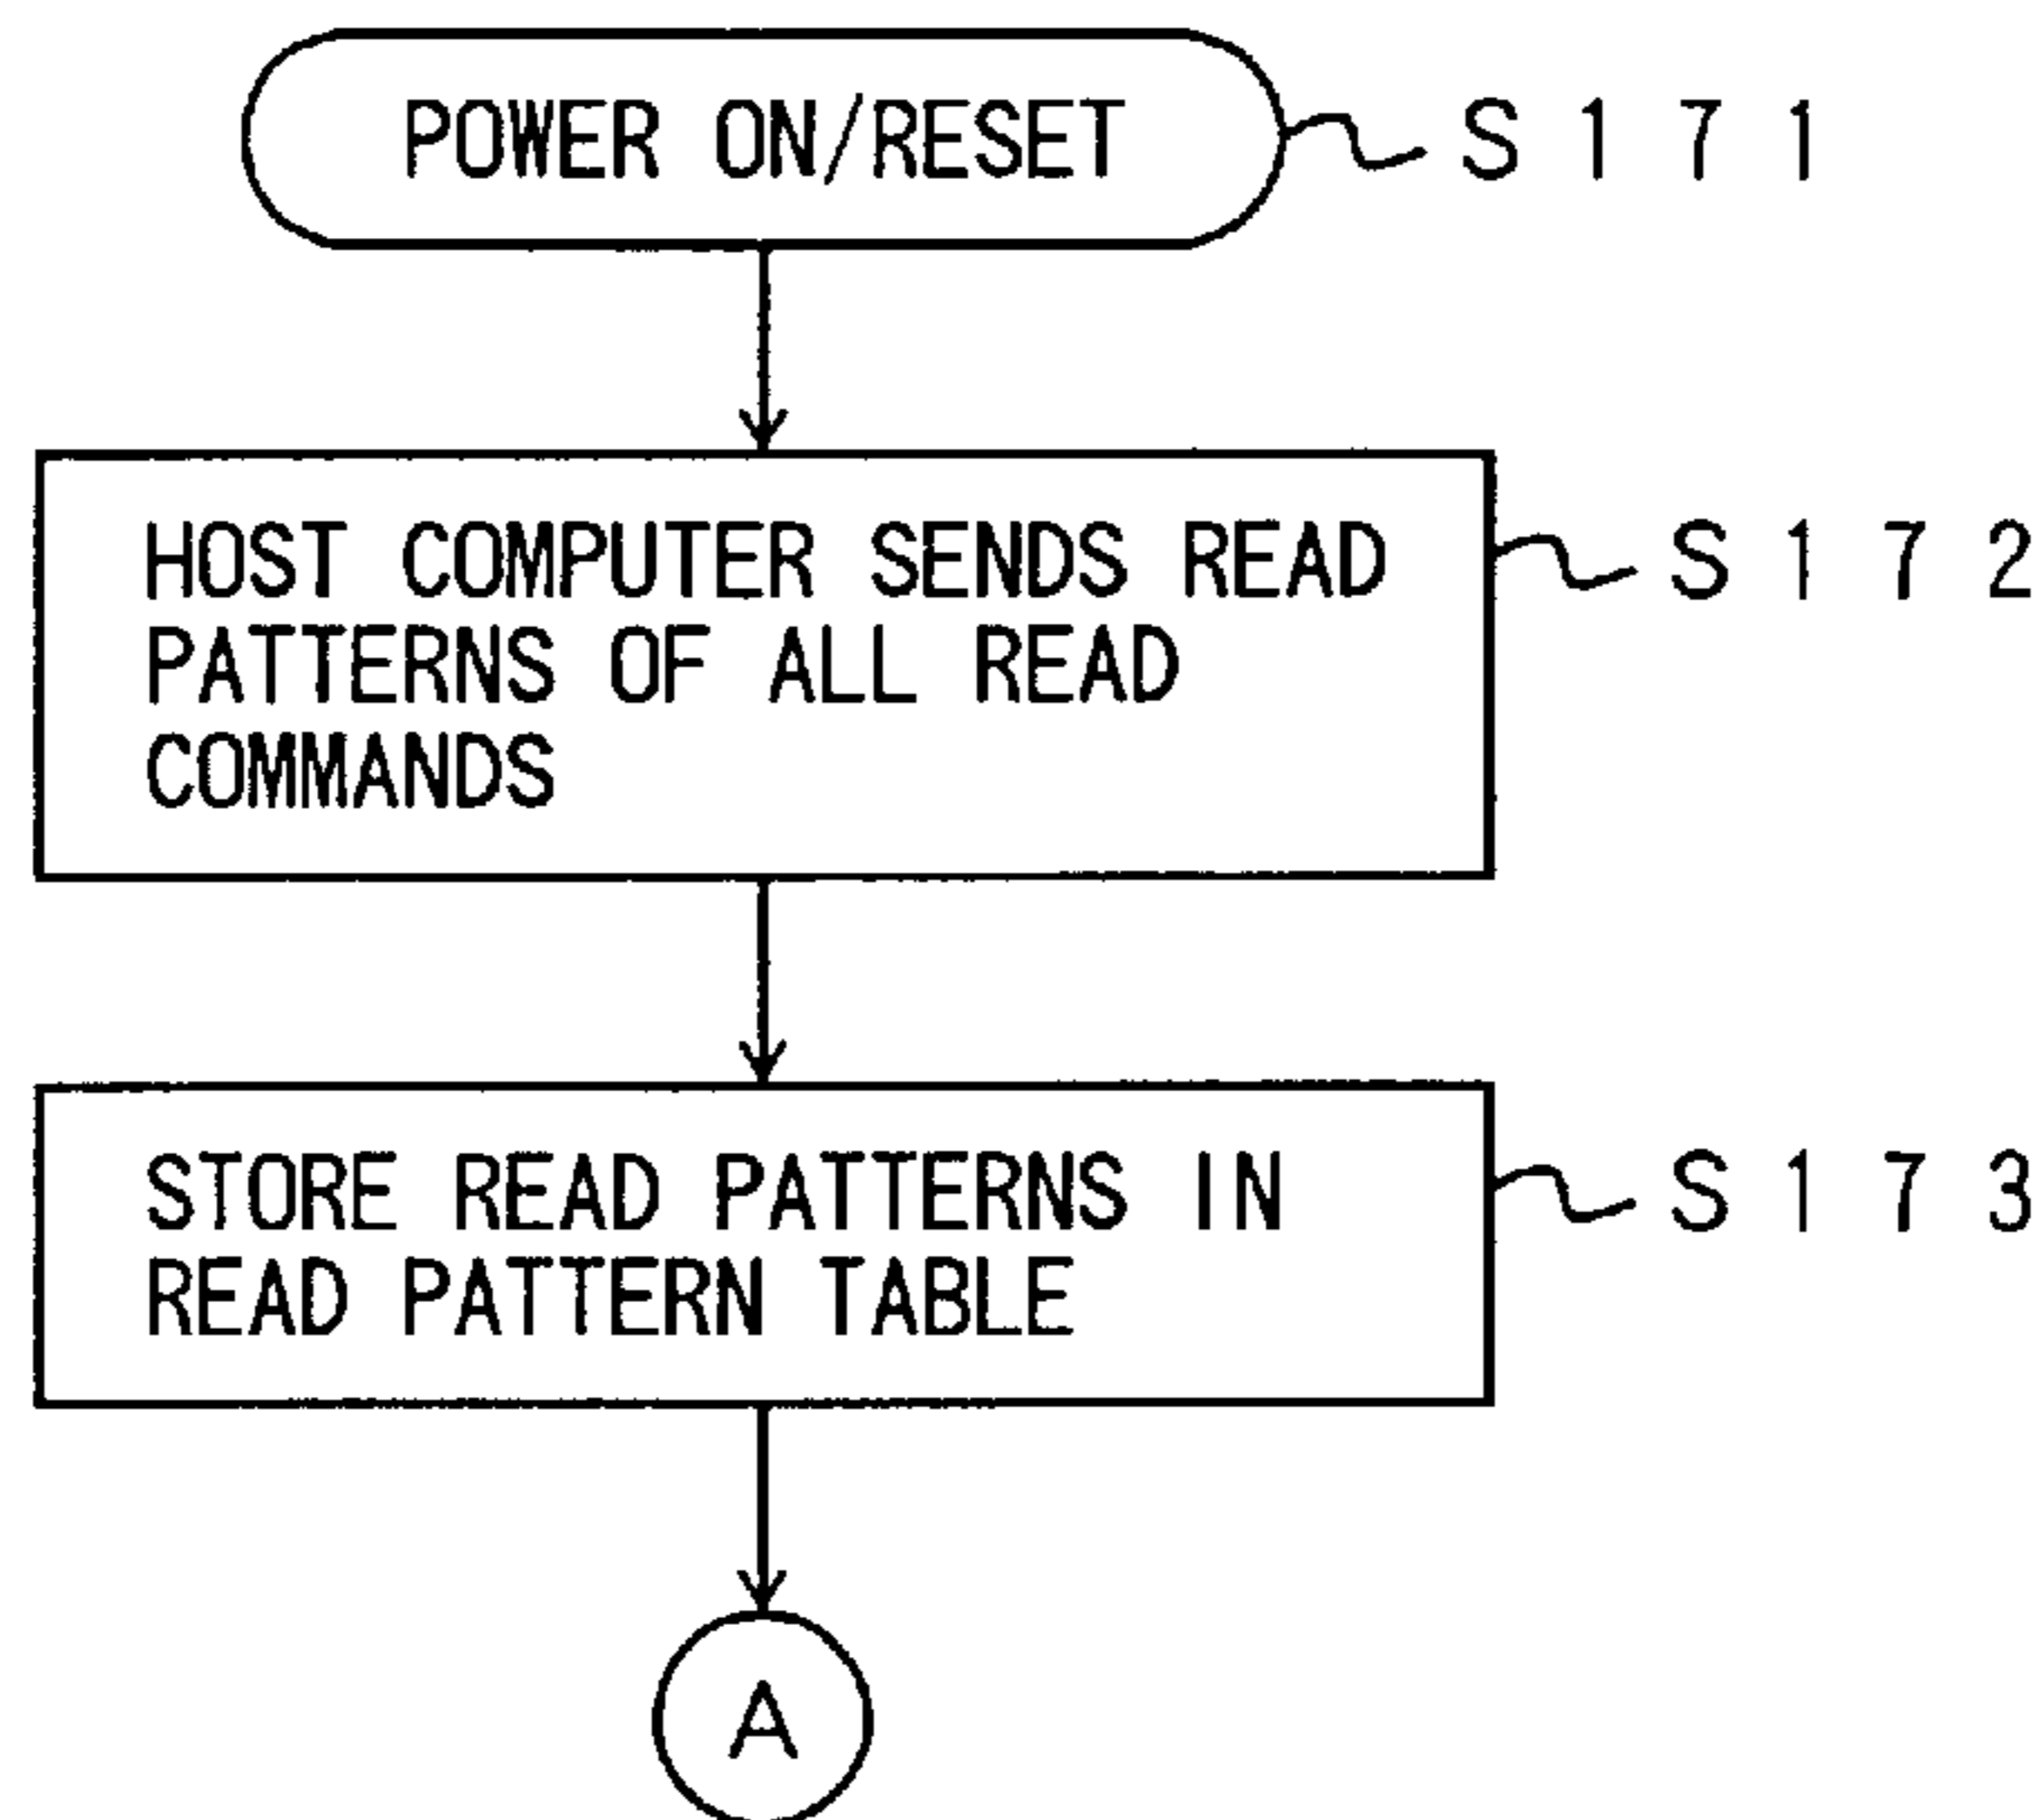 POWER ON/RESET
S171
HOST COMPUTER SENDS READ
PATTERNS OF ALL READ
COMMANDS
S172
STORE READ PATTERNS IN
READ PATTERN TABLE
S173
A